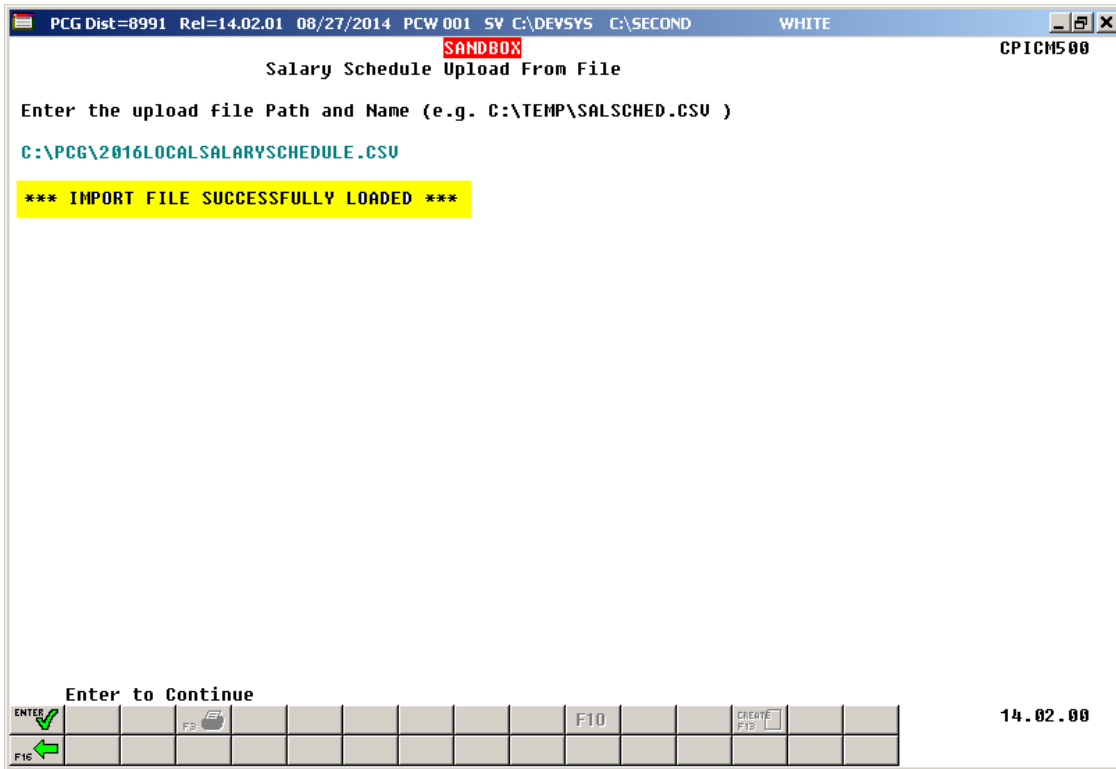 PCG Dist=8991 Rel=14.02.01 08/27/2014 PCW 001 SV C:\DEVSYS C:\SECOND WHITE
SANDBOX CPICM500
Salary Schedule Upload From File
Enter the upload file Path and Name (e.g. C:\TEMP\SALSCHED.CSV )
C:\PCG\2016LOCALSALARYSCHEDULE.CSV
*** IMPORT FILE SUCCESSFULLY LOADED ***
Enter to Continue
ENTER F3 F10 CREATE F13 14.02.00
F16